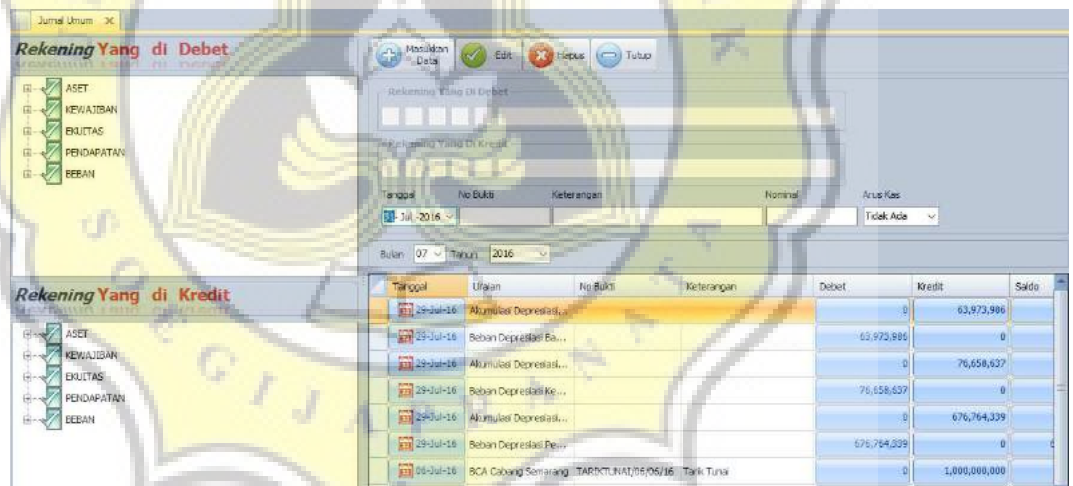 Jurnal Umum
Rekening Yang di Debet
ASET
KEWAJIBAN
EKUITAS
PENDAPATAN
BEBAN
Rekening Yang di Kredit
ASET
KEWAJIBAN
EKUITAS
PENDAPATAN
BEBAN
Masukkan Data Edit Hapus Tutup
Rekening Yang Di Debet
Rekening Yang Di Kredit
Tanggal No Bukti Keterangan Nominal Arus Kas
31- Jul -2016 Tidak Ada
Bulan 07 Tahun 2016
Tanggal Uraian No Bukti Keterangan Debet Kredit Saldo
29-Jul-16 Akumulasi Depresiasi... 0 63,973,986
29-Jul-16 Beban Depresiasi Ba... 63,973,986 0
29-Jul-16 Akumulasi Depresiasi... 0 76,658,637
29-Jul-16 Beban Depresiasi Ke... 76,658,637 0
29-Jul-16 Akumulasi Depresiasi... 0 676,764,339
29-Jul-16 Beban Depresiasi Pe... 676,764,339 0
06-Jul-16 BCA Cabang Semarang TARIKTUNAI/06/06/16 Tarik Tunai 0 1,000,000,000